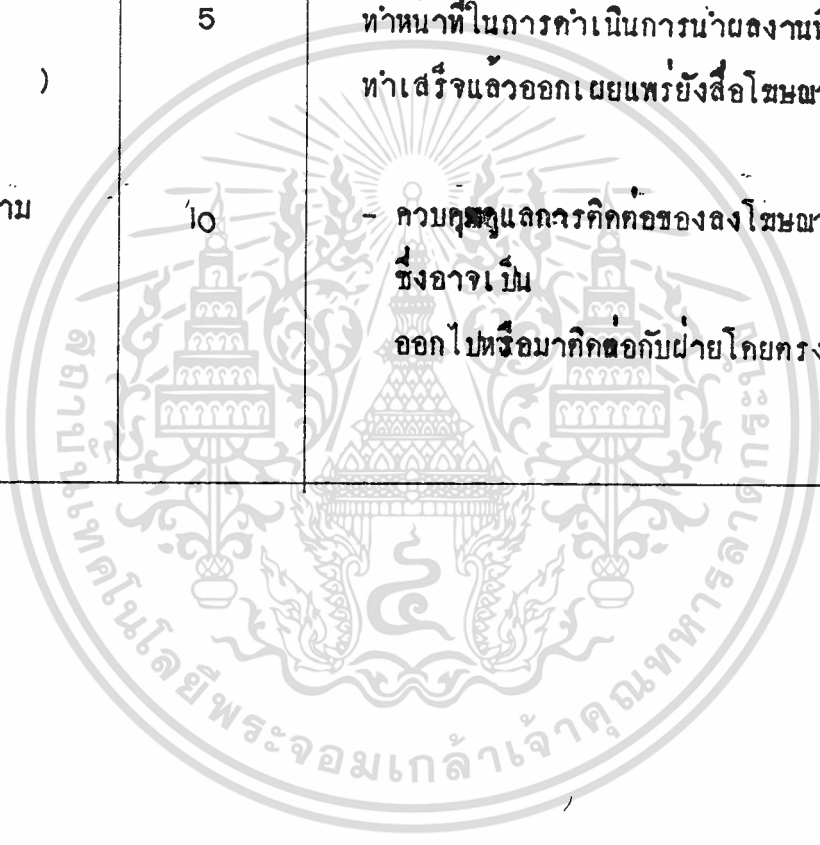 5 ทำหน้าที่ในการดำเนินการนำผลงานที่
) ทำเสร็จแล้วออกเผยแพร่ยังสื่อโฆษณา
าม 10 - ควบคุมดูแลการติดต่อของลงโฆษณา
ซึ่งอาจเป็น
ออกไปหรือมาติดต่อกับฝ่ายโดยตรง
สถาบันเทคโนโลยีพระจอมเกล้าเจ้าคุณทหารลาดกระบัง